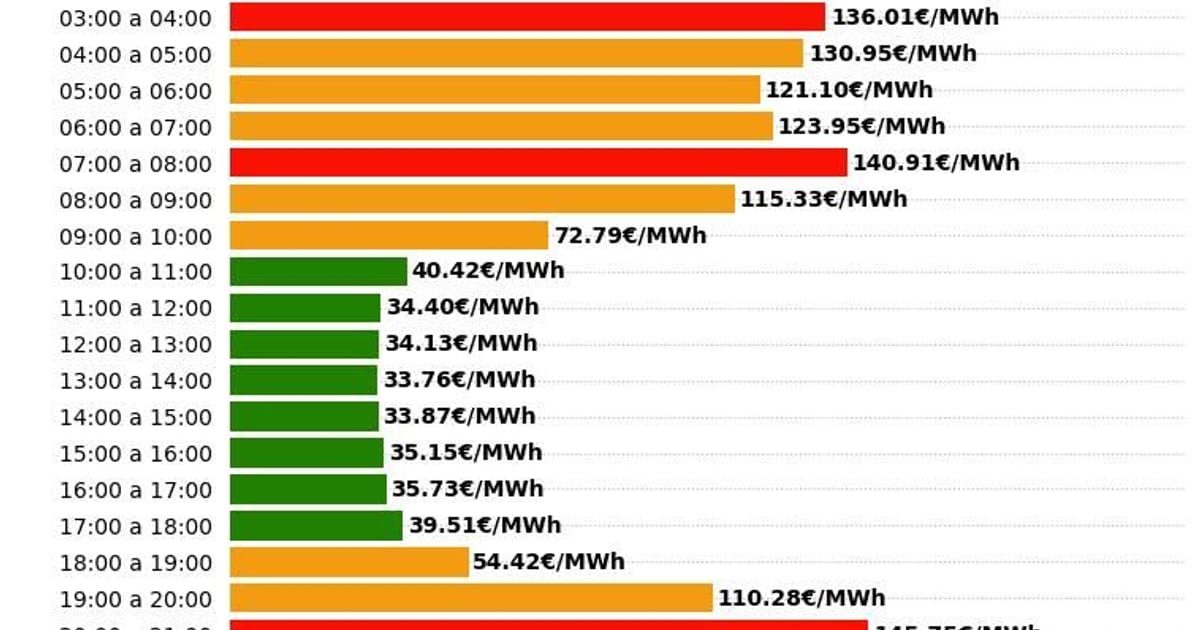 03:00 a 04:00 136.01€/MWh
04:00 a 05:00 130.95€/MWh
05:00 a 06:00 121.10€/MWh
06:00 a 07:00 123.95€/MWh
07:00 a 08:00 140.91€/MWh
08:00 a 09:00 115.33€/MWh
09:00 a 10:00 72.79€/MWh
10:00 a 11:00 40.42€/MWh
11:00 a 12:00 34.40€/MWh
12:00 a 13:00 34.13€/MWh
13:00 a 14:00 33.76€/MWh
14:00 a 15:00 33.87€/MWh
15:00 a 16:00 35.15€/MWh
16:00 a 17:00 35.73€/MWh
17:00 a 18:00 39.51€/MWh
18:00 a 19:00 54.42€/MWh
19:00 a 20:00 110.28€/MWh